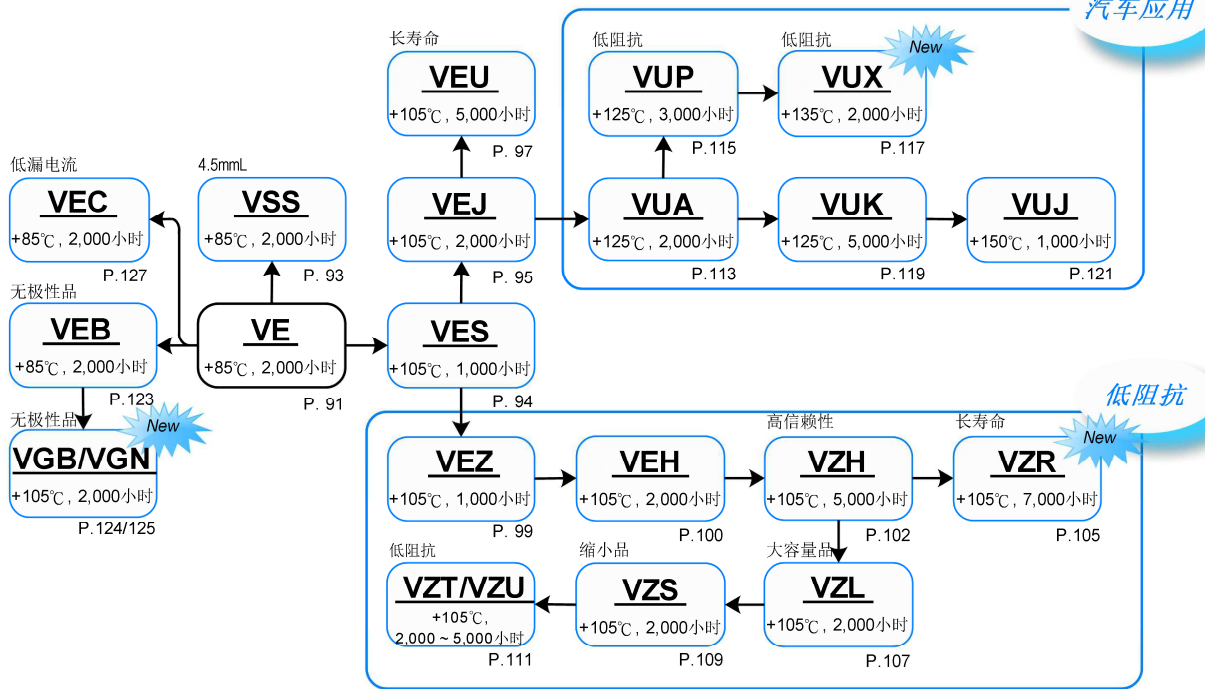 汽车应用
长寿命
VEU
+105℃, 5,000小时
P. 97
低阻抗
VUP
+125℃, 3,000小时
P.115
低阻抗
New
VUX
+135℃, 2,000小时
P.117
低漏电流
VEC
+85℃, 2,000小时
P.127
4.5mmL
VSS
+85℃, 2,000小时
P. 93
VEJ
+105℃, 2,000小时
P. 95
VUA
+125℃, 2,000小时
P.113
VUK
+125℃, 5,000小时
P.119
VUJ
+150℃, 1,000小时
P.121
无极性品
VEB
+85℃, 2,000小时
P.123
VE
+85℃, 2,000小时
P. 91
VES
+105℃, 1,000小时
P. 94
低阻抗
无极性品
New
VGB/VGN
+105℃, 2,000小时
P.124/125
VEZ
+105℃, 1,000小时
P. 99
VEH
+105℃, 2,000小时
P.100
高信赖性
VZH
+105℃, 5,000小时
P.102
长寿命
New
VZR
+105℃, 7,000小时
P.105
低阻抗
VZT/VZU
+105℃,
2,000 ~ 5,000小时
P.111
缩小品
VZS
+105℃, 2,000小时
P.109
大容量品
VZL
+105℃, 2,000小时
P.107